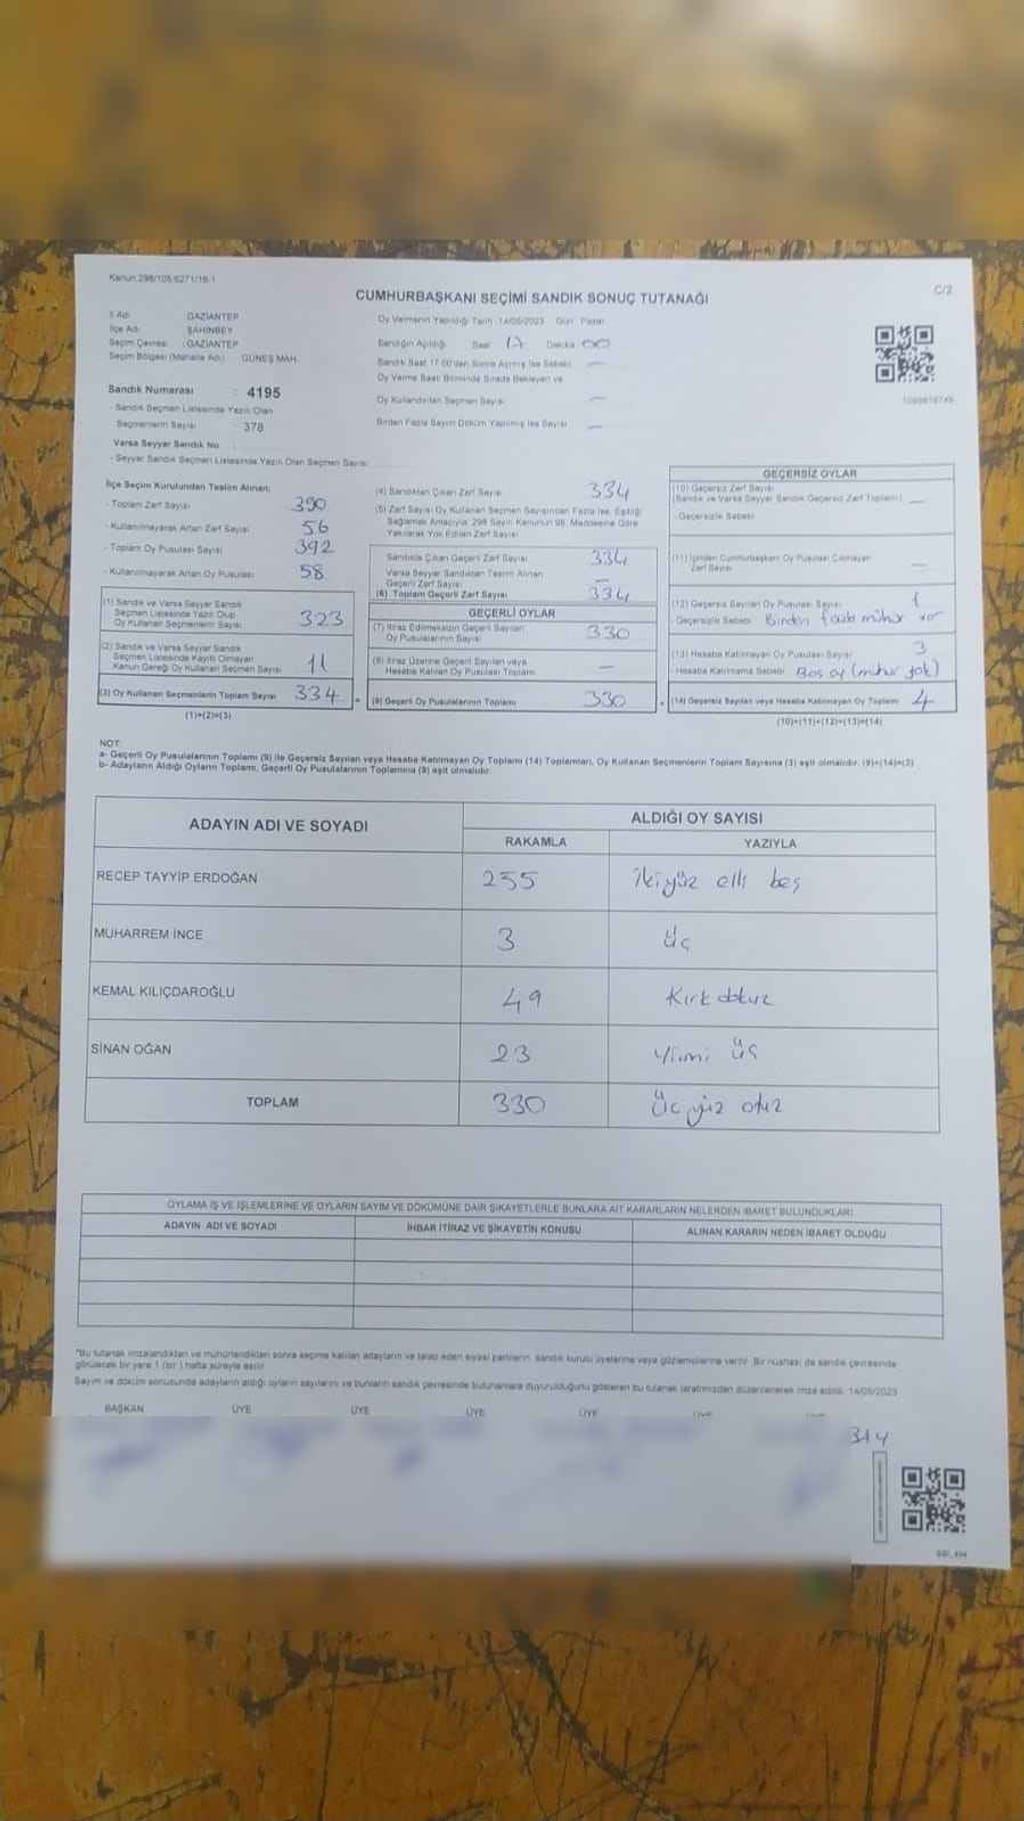 Kanun:298/105/6271/16-1
C/2
CUMHURBAŞKANI SEÇİMİ SANDIK SONUÇ TUTANAĞI
İl Adı : GAZİANTEP
İlçe Adı : ŞAHİNBEY
Seçim Çevresi : GAZİANTEP
Seçim Bölgesi (Mahalle Adı) : GÜNEŞ MAH.
Sandık Numarası : 4195
- Sandık Seçmen Listesinde Yazılı Olan
Seçmenlerin Sayısı : 378
Varsa Seyyar Sandık No
- Seyyar Sandık Seçmen Listesinde Yazılı Olan Seçmen Sayısı
Oy Vermenin Yapıldığı Tarih :14/05/2023 Gün : Pazar
Sandığın Açıldığı Saat 17 Dakika 00
Sandık Saat 17:00'den Sonra Açılmış İse Sebebi —
Oy Verme Saati Bitiminde Sırada Bekleyen ve
Oy Kullandırılan Seçmen Sayısı —
Birden Fazla Sayım Döküm Yapılmış İse Sayısı —
İlçe Seçim Kurulundan Teslim Alınan;
- Toplam Zarf Sayısı 390
- Kullanılmayarak Artan Zarf Sayısı 56
- Toplam Oy Pusulası Sayısı 392
- Kullanılmayarak Artan Oy Pusulası 58
(1) Sandık ve Varsa Seyyar Sandık
Seçmen Listesinde Yazılı Olup
Oy Kullanan Seçmenlerin Sayısı 323
(2) Sandık ve Varsa Seyyar Sandık
Seçmen Listesinde Kayıtlı Olmayan
Kanun Gereği Oy Kullanan Seçmen Sayısı 11
(3) Oy Kullanan Seçmenlerin Toplam Sayısı 334
(1)+(2)=(3)
(4) Sandıktan Çıkan Zarf Sayısı 334
(5) Zarf Sayısı Oy Kullanan Seçmen Sayısından Fazla İse, Eşitliği
Sağlamak Amacıyla, 298 Sayılı Kanunun 98. Maddesine Göre
Yakılarak Yok Edilen Zarf Sayısı
Sandıkta Çıkan Geçerli Zarf Sayısı 334
Varsa Seyyar Sandıktan Teslim Alınan
Geçerli Zarf Sayısı —
(6) Toplam Geçerli Zarf Sayısı 334
GEÇERLİ OYLAR
(7) İtiraz Edilmeksizin Geçerli Sayılan
Oy Pusulalarının Sayısı 330
(8) İtiraz Üzerine Geçerli Sayılan veya
Hesaba Katılan Oy Pusulası Toplamı —
(9) Geçerli Oy Pusulalarının Toplamı 330
GEÇERSİZ OYLAR
(10) Geçersiz Zarf Sayısı
(Sandık ve Varsa Seyyar Sandık Geçersiz Zarf Toplamı) —
- Geçersizlik Sebebi
(11) İçinden Cumhurbaşkanı Oy Pusulası Çıkmayan
Zarf Sayısı —
(12) Geçersiz Sayılan Oy Pusulası Sayısı 1
- Geçersizlik Sebebi Birden fazla mühür var
(13) Hesaba Katılmayan Oy Pusulası Sayısı 3
- Hesaba Katılmama Sebebi Boş oy (mühür yok)
(14) Geçersiz Sayılan veya Hesaba Katılmayan Oy Toplamı 4
(10)+(11)+(12)+(13)=(14)
NOT:
a- Geçerli Oy Pusulalarının Toplamı (9) ile Geçersiz Sayılan veya Hesaba Katılmayan Oy Toplamı (14) Toplamları, Oy Kullanan Seçmenlerin Toplam Sayısına (3) eşit olmalıdır. (9)+(14)=(3)
b- Adayların Aldığı Oyların Toplamı, Geçerli Oy Pusulalarının Toplamına (9) eşit olmalıdır.
ADAYIN ADI VE SOYADI
ALDIĞI OY SAYISI
RAKAMLA YAZIYLA
RECEP TAYYİP ERDOĞAN 255 ikiyüz elli beş
MUHARREM İNCE 3 üç
KEMAL KILIÇDAROĞLU 49 Kırk dokuz
SİNAN OĞAN 23 Yirmi üç
TOPLAM 330 Üç yüz otuz
OYLAMA İŞ VE İŞLEMLERİNE VE OYLARIN SAYIM VE DÖKÜMÜNE DAİR ŞİKAYETLERLE BUNLARA AİT KARARLARIN NELERDEN İBARET BULUNDUKLARI
ADAYIN ADI VE SOYADI İHBAR İTİRAZ VE ŞİKAYETİN KONUSU ALINAN KARARIN NEDEN İBARET OLDUĞU
*Bu tutanak imzalandıktan ve mühürlendikten sonra seçime katılan adayların ve talep eden siyasi partilerin, sandık kurulu üyelerine veya gözlemcilerine verilir. Bir nüshası da sandık çevresinde
görülecek bir yere 1 (bir) hafta süreyle asılır.
Sayım ve döküm sonucunda adayların aldığı oyların sayılarını ve bunların sandık çevresinde bulunanlara duyurulduğunu gösteren bu tutanak tarafımızdan düzenlenerek imza edildi. 14/05/2023
BAŞKAN ÜYE ÜYE ÜYE ÜYE
314